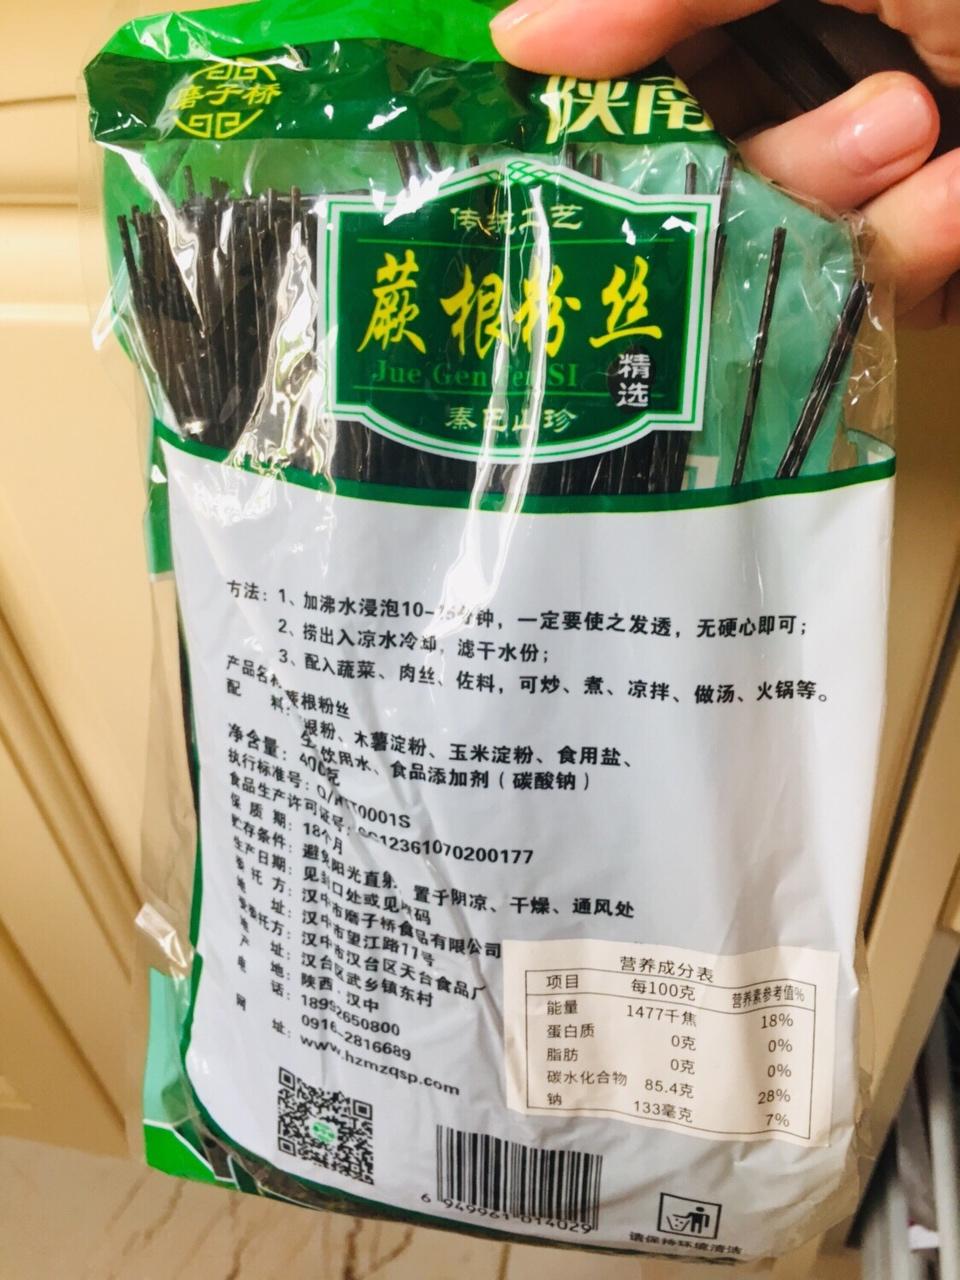 磨子桥
陕南
传统工艺
蕨根粉丝
Jue Gen Fen SI
精选
秦巴山珍
方法：1、加沸水浸泡10-15分钟，一定要使之发透，无硬心即可；
2、捞出入凉水冷却，滤干水份；
3、配入蔬菜、肉丝、佐料，可炒、煮、凉拌、做汤、火锅等。
产品名称：蕨根粉丝
配 料：根粉、木薯淀粉、玉米淀粉、食用盐、
生 饮用水、食品添加剂（碳酸钠）
净含量：400克
执行标准号：0001S
食品生产许可证号：12361070200177
保 质 期：18个月
贮存条件：避免阳光直射，置于阴凉、干燥、通风处
生产日期：见封口处或见喷码
委 托 方：汉中市磨子桥食品有限公司
地 址：汉中市望江路
受委托方：汉中市汉台区天台食品厂
地 址：汉台区武乡镇东村
产 地：陕西·汉中
电 话：2650800
0916-2816689
网 址：www.hzmzqsp.com
营养成分表
项目 每100克 营养素参考值%
能量 1477千焦 18%
蛋白质 0克 0%
脂肪 0克 0%
碳水化合物 85.4克 28%
钠 133毫克 7%
6 949961 014029
请保持环境清洁